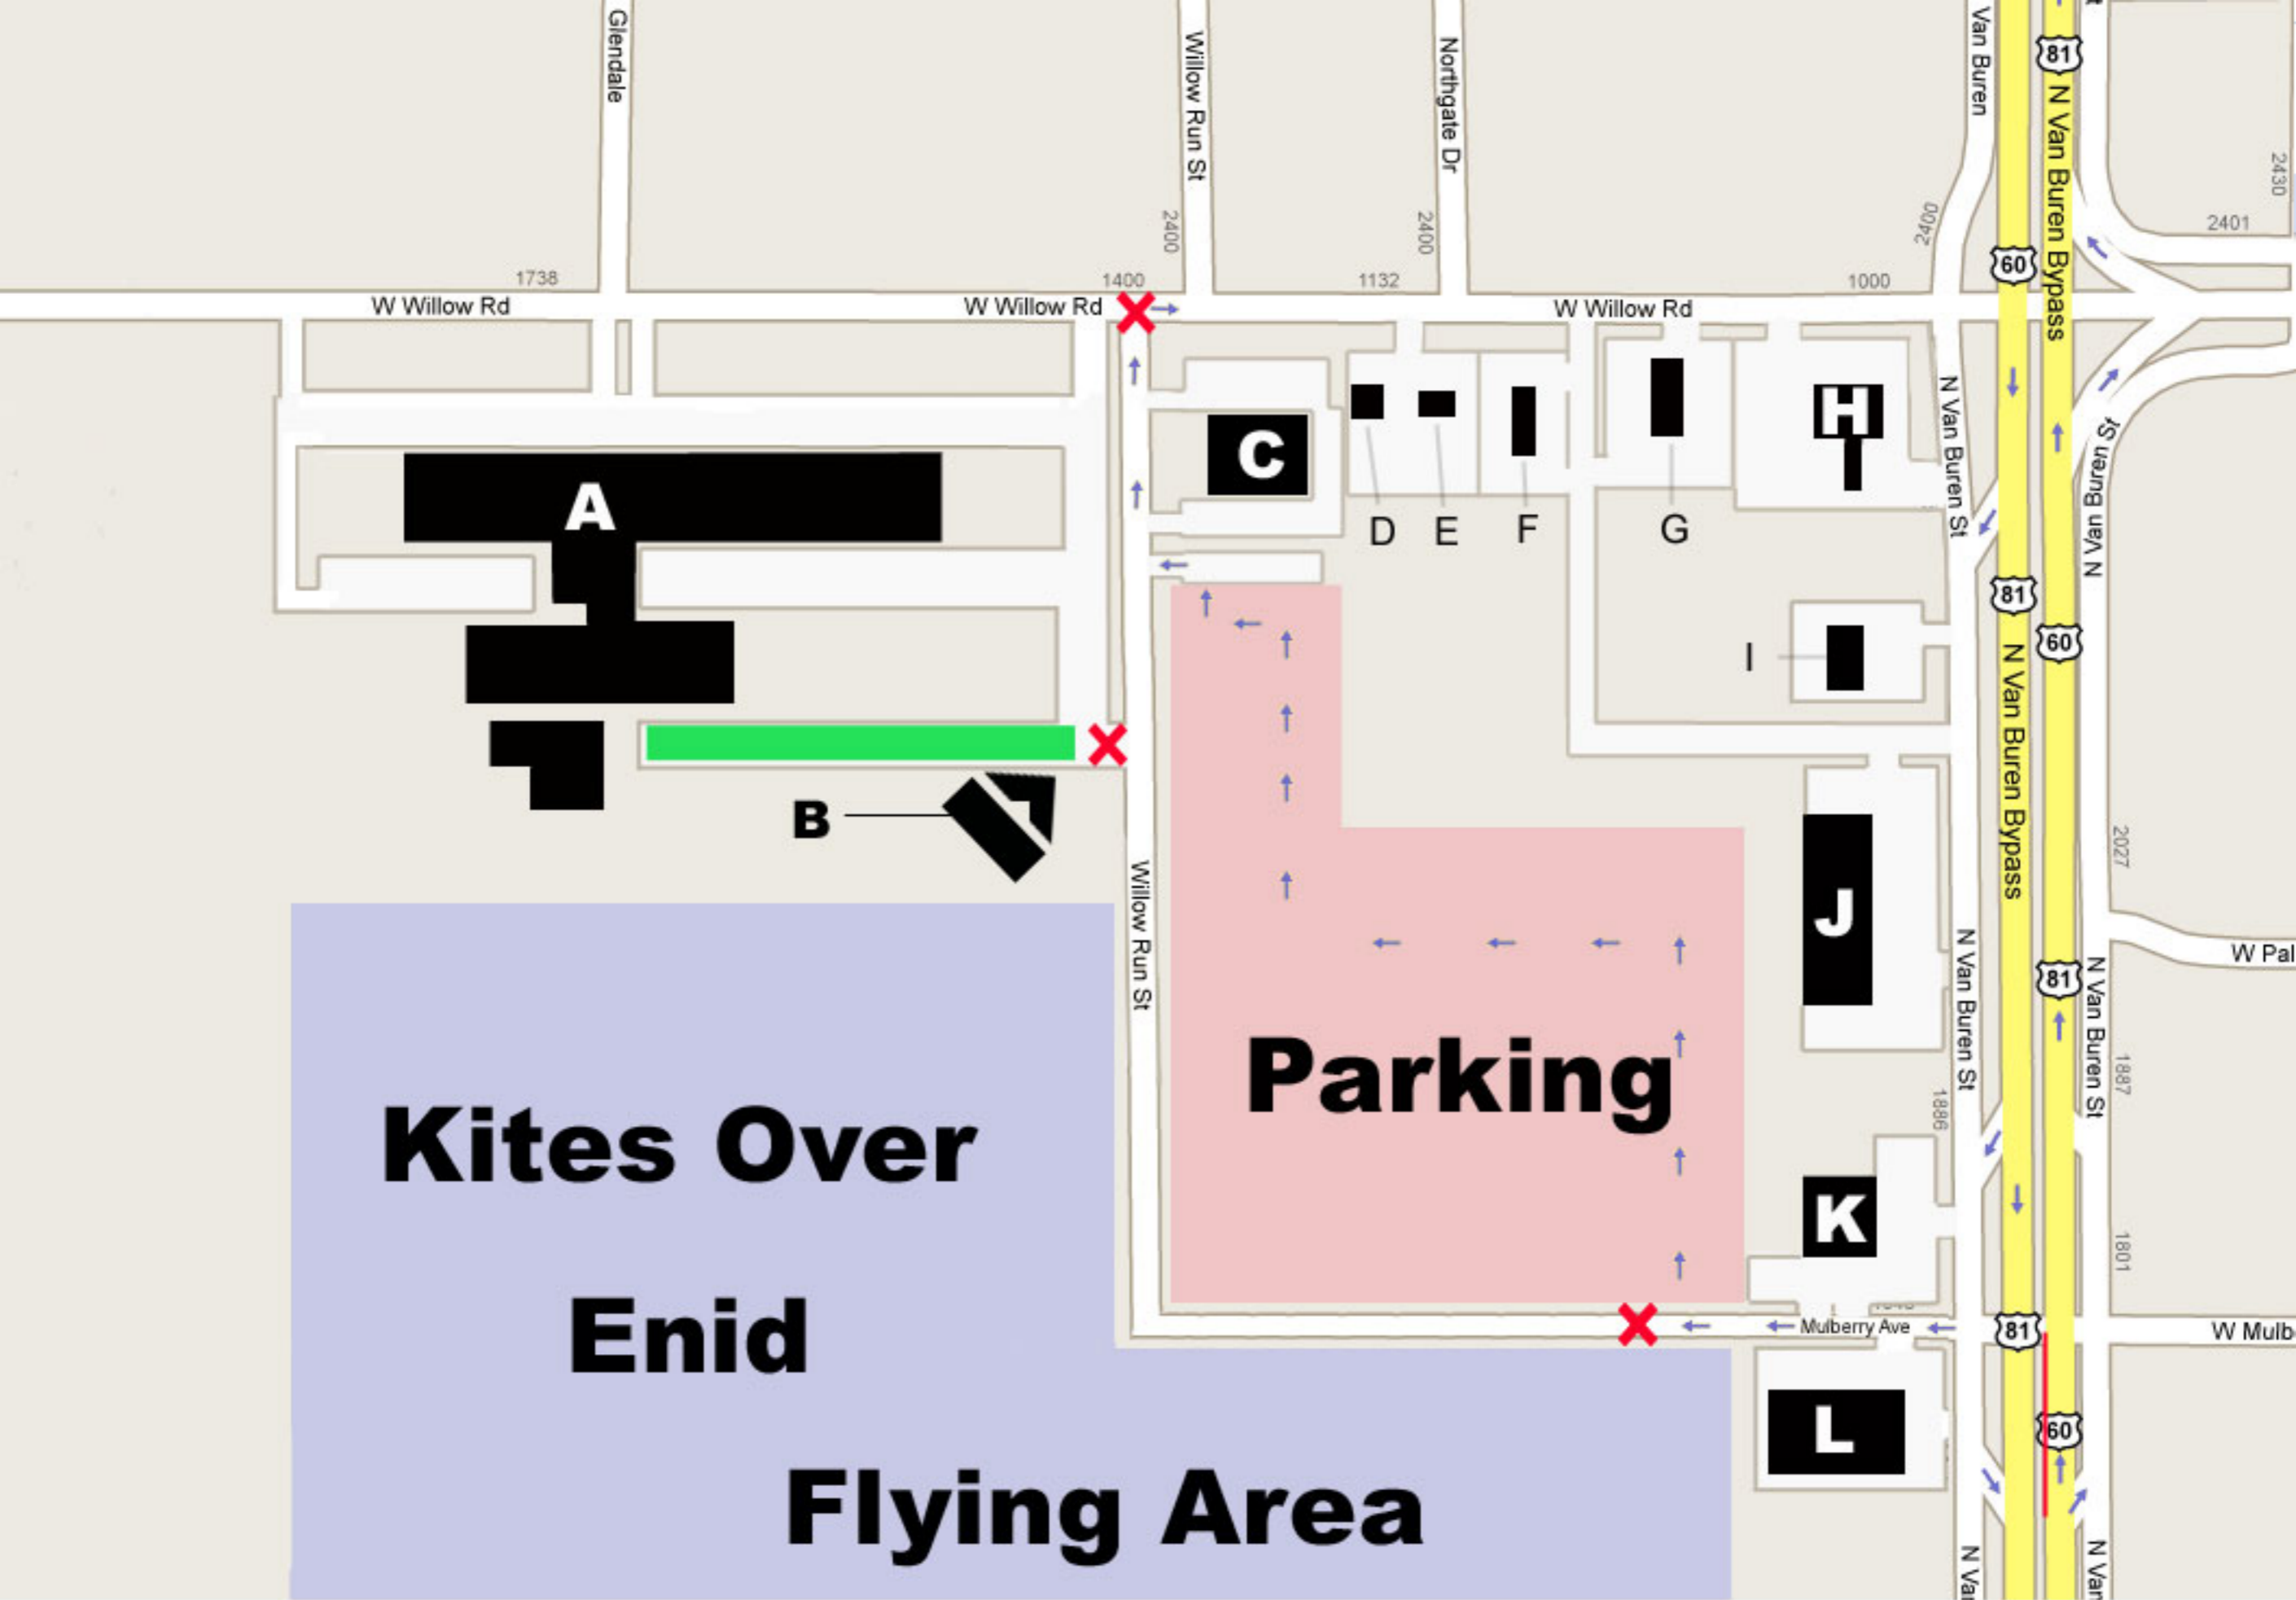 Glendale
Willow Run St
Northgate Dr
Van Buren
81
N Van Buren Bypass
2430
2400
2400
2400
2401
60
1738
1400
1132
1000
W Willow Rd
W Willow Rd
W Willow Rd
N Van Buren St
N Van Buren St
H
C
A
D
E
F
G
81
60
I
N Van Buren Bypass
B
2027
J
Willow Run St
N Van Buren St
W Pal
81
N Van Buren St
Parking
1887
1886
Kites Over
K
1801
Enid
Mulberry Ave
81
W Mulb
L
60
Flying Area
N Va
N Van